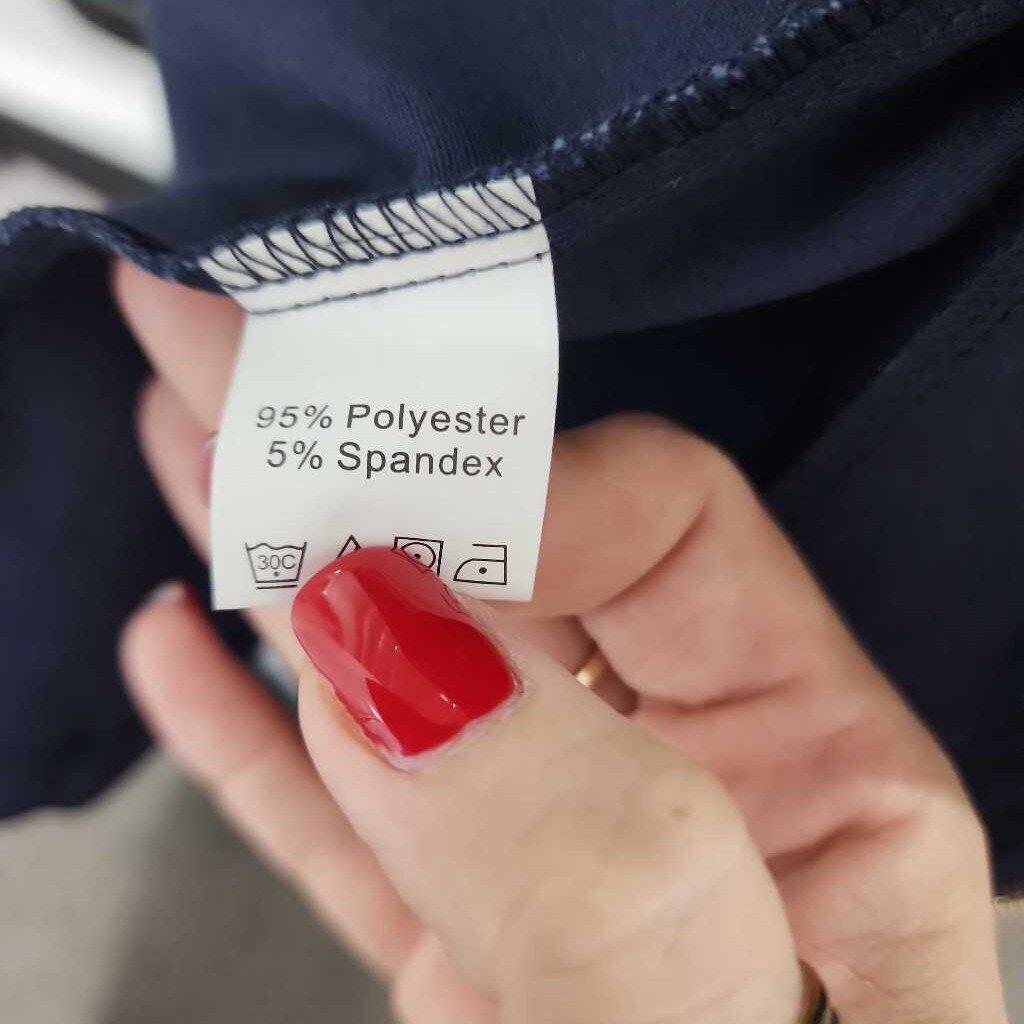 95% Polyester
5% Spandex
30C